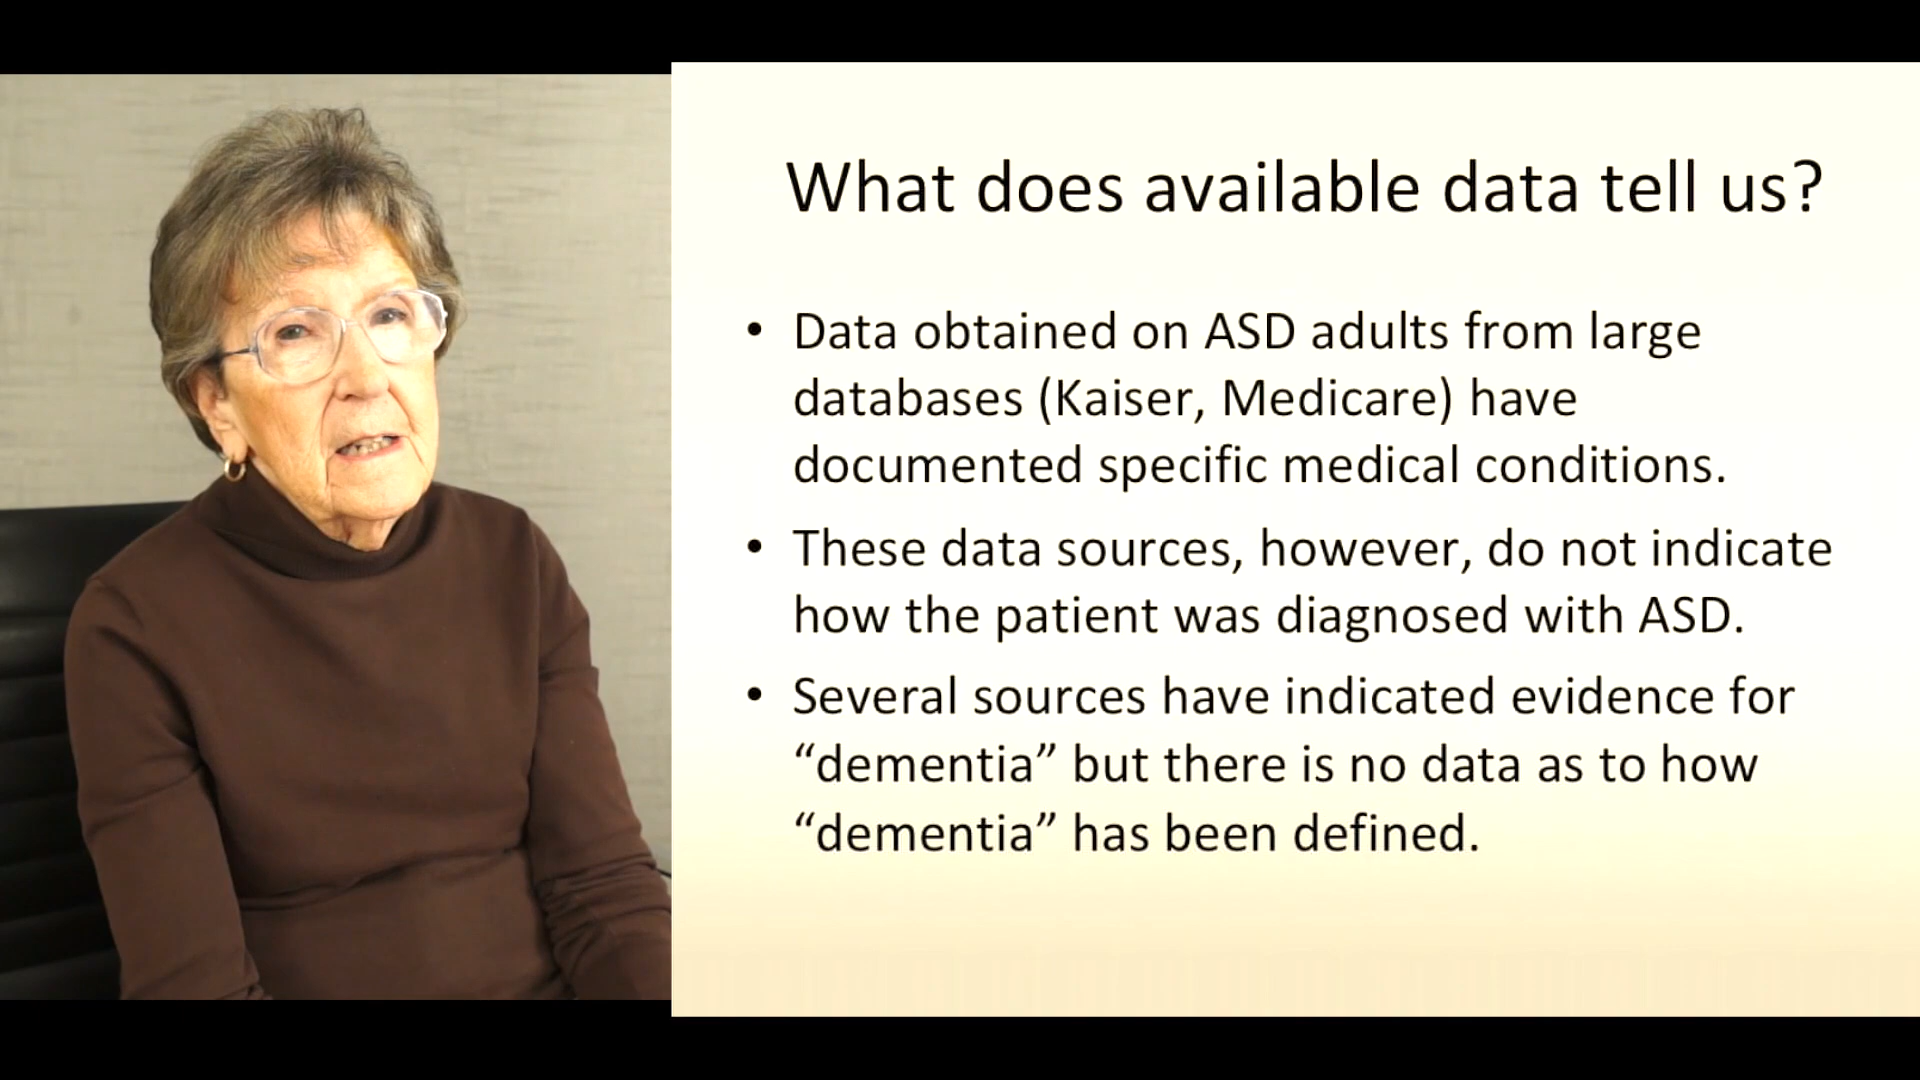 What does available data tell us?
• Data obtained on ASD adults from large
databases (Kaiser, Medicare) have
documented specific medical conditions.
• These data sources, however, do not indicate
how the patient was diagnosed with ASD.
• Several sources have indicated evidence for
“dementia” but there is no data as to how
“dementia” has been defined.